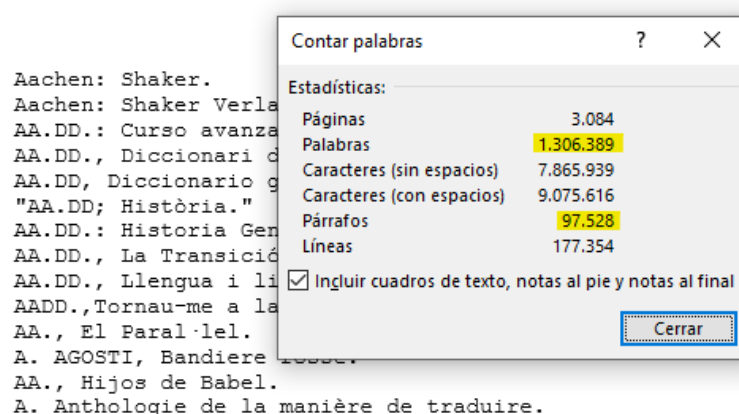 Contar palabras ? ×
Estadísticas:
Páginas 3.084
Palabras 1.306.389
Caracteres (sin espacios) 7.865.939
Caracteres (con espacios) 9.075.616
Párrafos 97.528
Líneas 177.354
Incluir cuadros de texto, notas al pie y notas al final
Cerrar
Aachen: Shaker.
Aachen: Shaker Verla
AA.DD.: Curso avanza
AA.DD., Diccionari d
AA.DD, Diccionario g
"AA.DD; Història."
AA.DD.: Historia Gen
AA.DD., La Transició
AA.DD., Llengua i li
AADD.,Tornau-me a la
AA., El Paral·lel.
A. AGOSTI, Bandiere
AA., Hijos de Babel.
A. Anthologie de la manière de traduire.